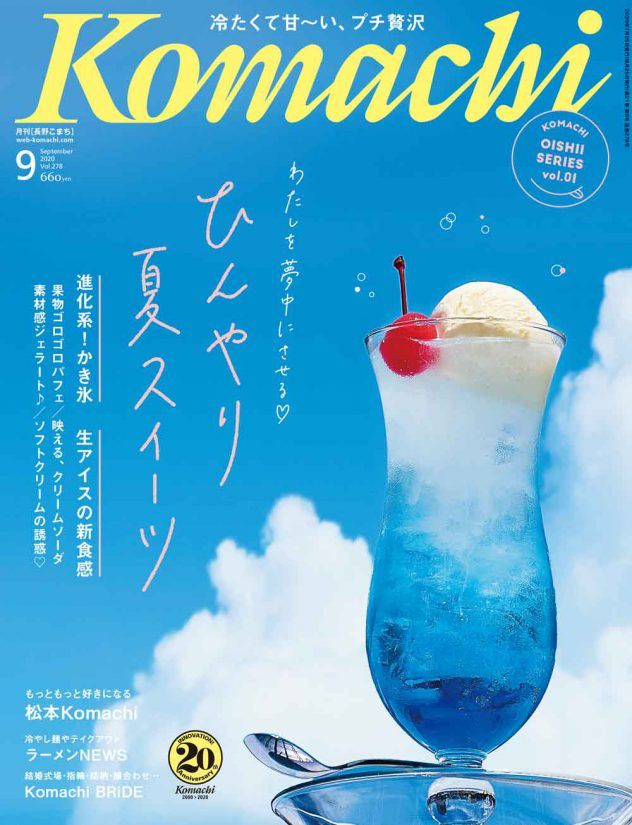 冷たくて甘〜い、プチ贅沢
Komachi
月刊[長野こまち]
web-komachi.com
9
September
2020
Vol.278
660yen
KOMACHI
OISHII
SERIES
vol.01
わたしを夢中にさせる♡
ひんやり
夏スイーツ
進化系！かき氷　生アイスの新食感
果物ゴロゴロパフェ／映える、クリームソーダ
素材感ジェラート♪／ソフトクリームの誘惑♡
もっともっと好きになる
松本Komachi
冷やし麺やテイクアウト
ラーメンNEWS
結婚式場・指輪・結納・顔合わせ…
Komachi BRiDE
INNOVATION!
20th
Anniversary
Komachi
2000>2020